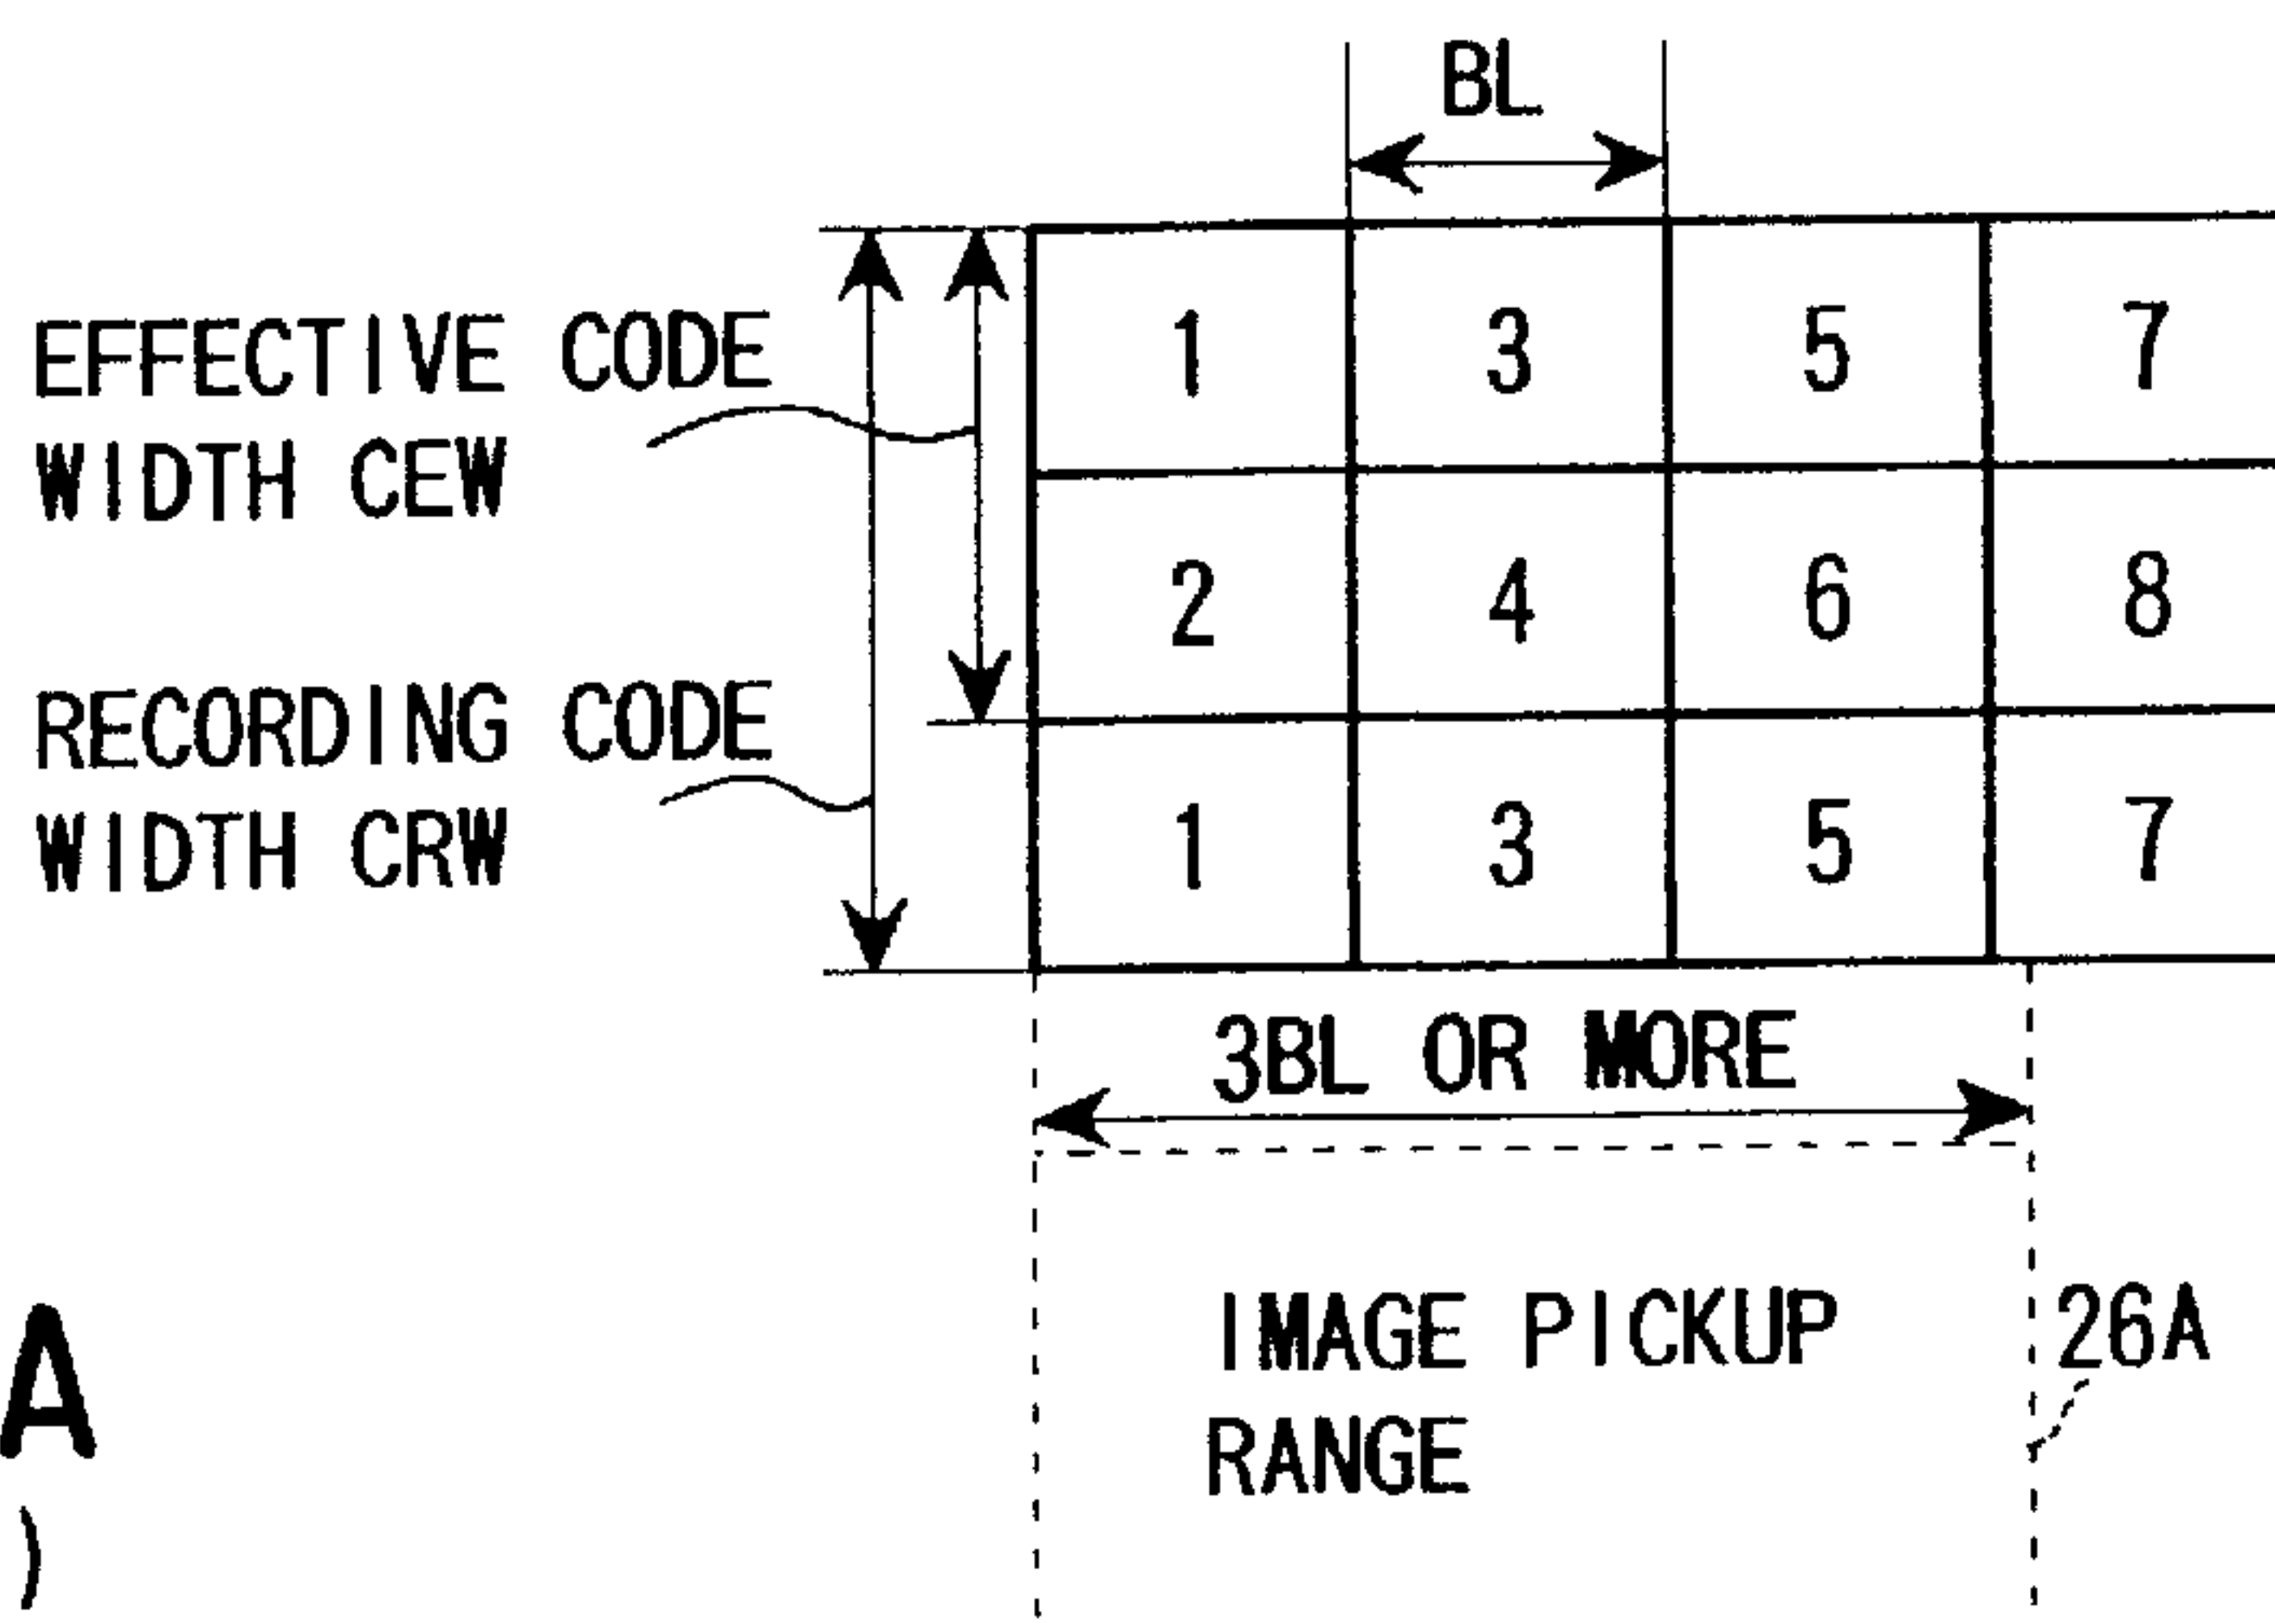 BL
EFFECTIVE CODE
WIDTH CEW
RECORDING CODE
WIDTH CRW
1 3 5 7
2 4 6 8
1 3 5 7
3BL OR MORE
IMAGE PICKUP
RANGE
26A
A
)